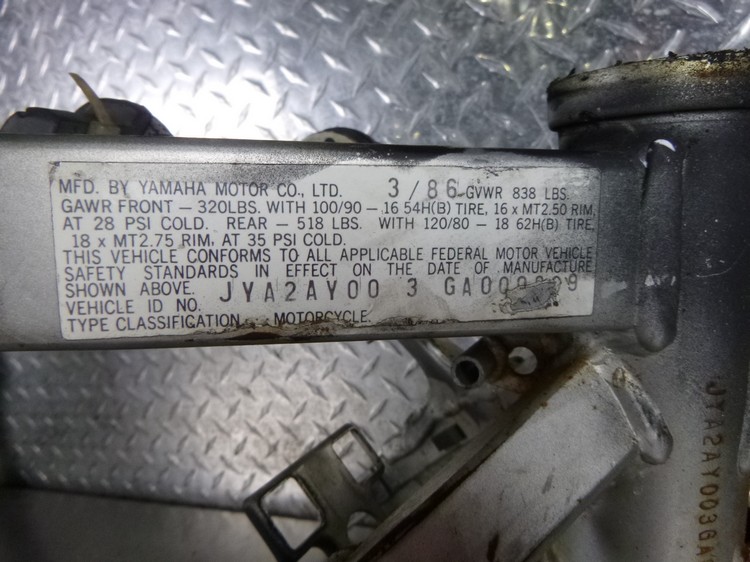 MFD. BY YAMAHA MOTOR CO., LTD. 3/86 GVWR 838 LBS.
GAWR FRONT – 320LBS. WITH 100/90 – 16 54H(B) TIRE, 16 x MT2.50 RIM,
AT 28 PSI COLD. REAR – 518 LBS. WITH 120/80 – 18 62H(B) TIRE,
18 x MT2.75 RIM, AT 35 PSI COLD.
THIS VEHICLE CONFORMS TO ALL APPLICABLE FEDERAL MOTOR VEHICLE
SAFETY STANDARDS IN EFFECT ON THE DATE OF MANUFACTURE
SHOWN ABOVE.
VEHICLE ID NO. JYA2AY00 3
TYPE CLASSIFICATION MOTORCYCLE.
JYA2AY003GA